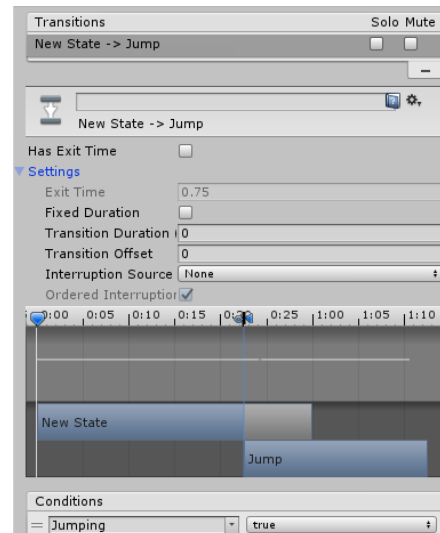 Transitions Solo Mute
New State -> Jump
New State -> Jump
Has Exit Time
Settings
Exit Time 0.75
Fixed Duration
Transition Duration ( 0
Transition Offset 0
Interruption Source None
Ordered Interruption
0:00 0:05 0:10 0:15 0:25 1:00 1:05 1:10
New State
Jump
Conditions
Jumping true